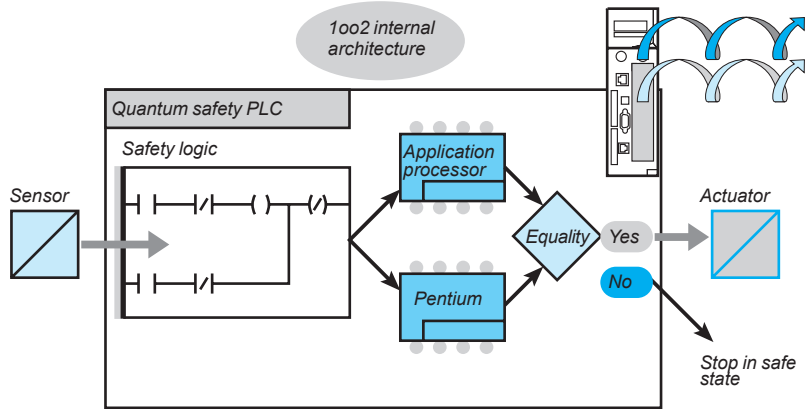 1oo2 internal
architecture
Quantum safety PLC
Safety logic
Application
processor
Sensor
Actuator
Equality
Yes
Pentium
No
Stop in safe
state